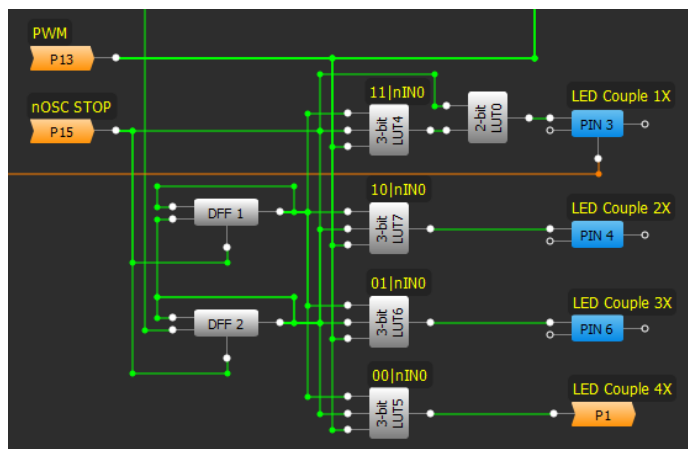 PWM
P13
nOSC STOP
P15
11|nIN0
3-bit
LUT4
2-bit
LUT0
LED Couple 1X
PIN 3
DFF 1
10|nIN0
3-bit
LUT7
LED Couple 2X
PIN 4
DFF 2
01|nIN0
3-bit
LUT6
LED Couple 3X
PIN 6
00|nIN0
3-bit
LUT5
LED Couple 4X
P1